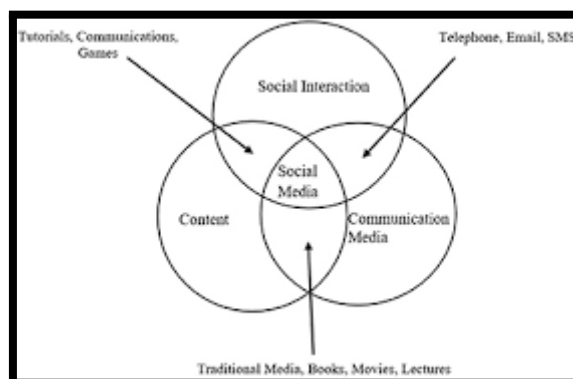 Tutorials, Communications,
Games
Telephone, Email, SMS
Social Interaction
Social
Media
Content
Communication
Media
Traditional Media, Books, Movies, Lectures